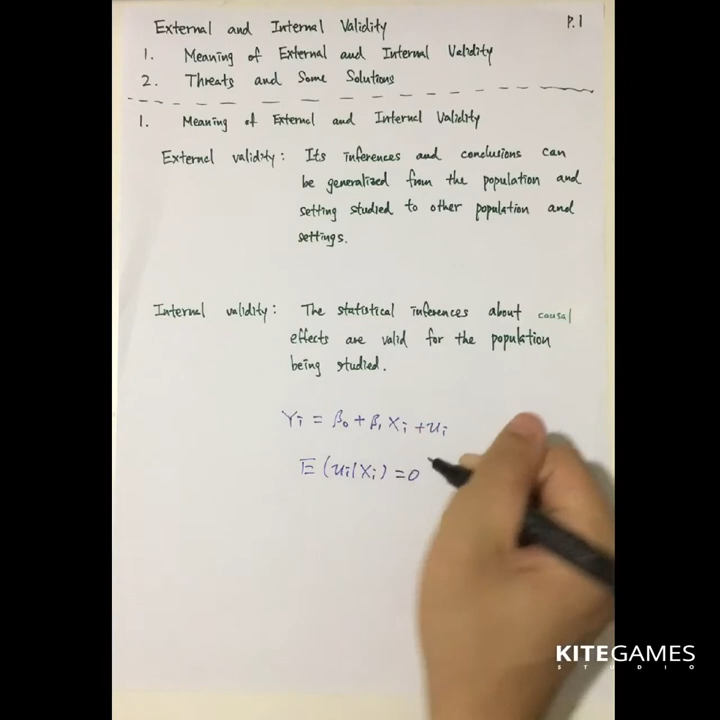 External and Internal Validity
P.1
1. Meaning of External and Internal Validity
2. Threats and Some Solutions
1. Meaning of External and Internal Validity
External validity: Its inferences and conclusions can
be generalized from the population and
setting studied to other population and
settings.
Internal validity: The statistical inferences about causal
effects are valid for the population
being studied.
Yi = β0 + β1 Xi + ui
E (ui|Xi) = 0
KITEGAMES
STUDIO